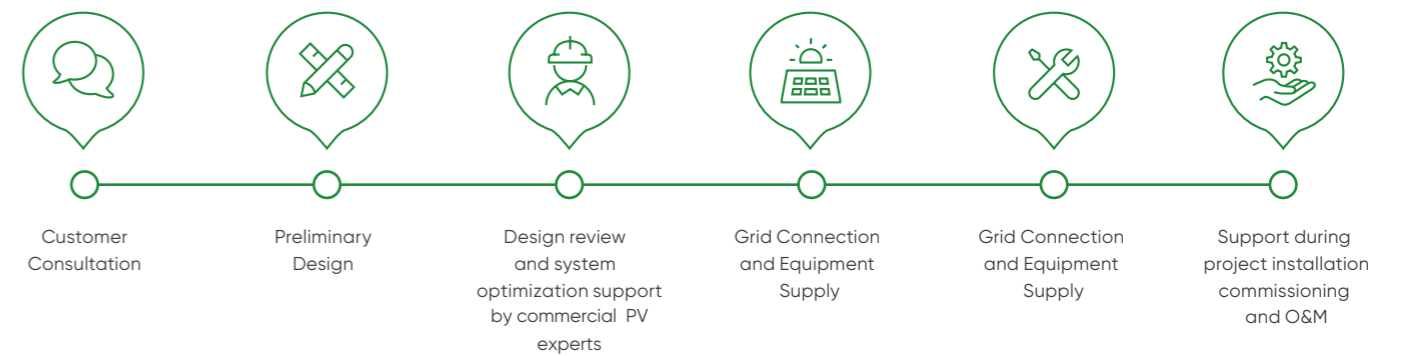 Customer
Consultation
Preliminary
Design
Design review
and system
optimization support
by commercial PV
experts
Grid Connection
and Equipment
Supply
Grid Connection
and Equipment
Supply
Support during
project installation
commissioning
and O&M